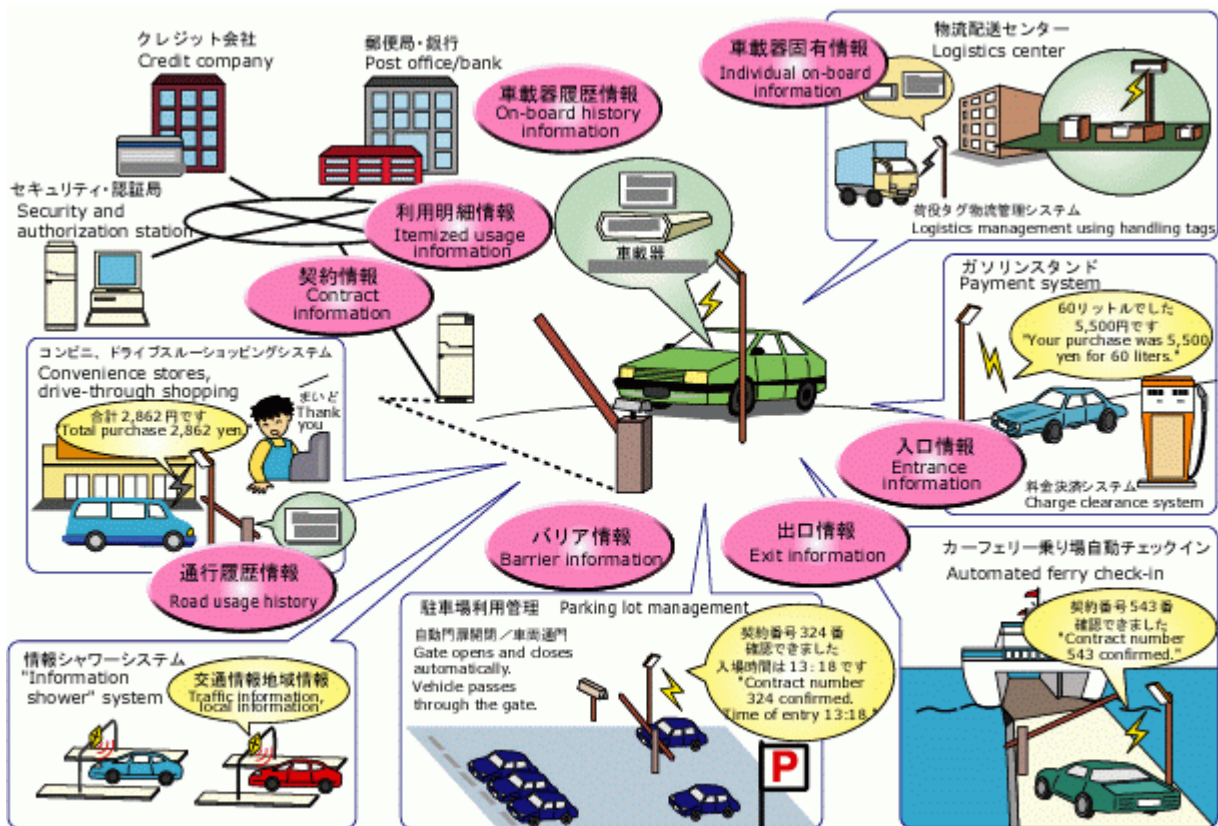 クレジット会社
Credit company
郵便局・銀行
Post office/bank
車載器履歴情報
On-board history
information
車載器固有情報
Individual on-board
information
物流配送センター
Logistics center
荷役タグ物流管理システム
Logistics management using handling tags
セキュリティ・認証局
Security and
authorization station
利用明細情報
Itemized usage
information
契約情報
Contract
information
車載器
ガソリンスタンド
Payment system
60リットルでした
5,500円です
"Your purchase was 5,500
yen for 60 liters."
料金決済システム
Charge clearance system
コンビニ、ドライブスルーショッピングシステム
Convenience stores,
drive-through shopping
合計2,862円です
"Total purchase 2,862 yen."
まいど
Thank
you
入口情報
Entrance
information
通行履歴情報
Road usage history
バリア情報
Barrier information
出口情報
Exit information
情報シャワーシステム
"Information
shower" system
交通情報地域情報
Traffic information,
local information
駐車場利用管理 Parking lot management
自動門扉開閉／車両通門
Gate opens and closes
automatically.
Vehicle passes
through the gate.
契約番号324番
確認できました
入場時間は13:18です
"Contract number
324 confirmed.
Time of entry 13:18."
P
カーフェリー乗り場自動チェックイン
Automated ferry check-in
契約番号543番
確認できました
"Contract number
543 confirmed."